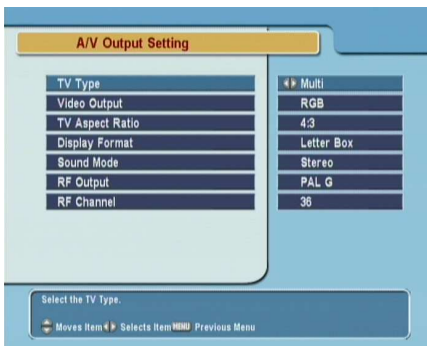 A/V Output Setting
TV Type Multi
Video Output RGB
TV Aspect Ratio 4:3
Display Format Letter Box
Sound Mode Stereo
RF Output PAL G
RF Channel 36
Select the TV Type.
Moves Item Selects Item MENU Previous Menu